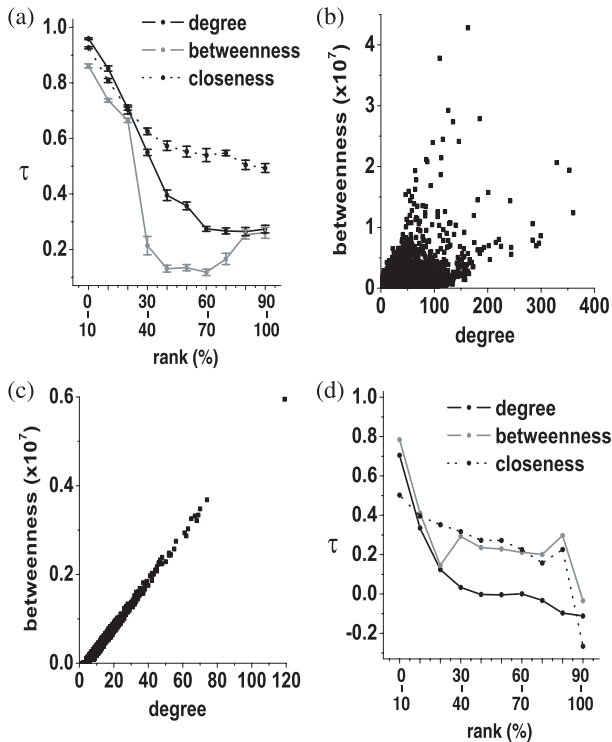 (a)
degree
betweenness
closeness
τ
1.0
0.8
0.6
0.4
0.2
0 30 60 90
10 40 70 100
rank (%)
(b)
betweenness (x10⁷)
4
3
2
1
0
0 100 200 300 400
degree
(c)
betweenness (x10⁷)
0.6
0.4
0.2
0.0
0 20 40 60 80 100 120
degree
(d)
degree
betweenness
closeness
τ
1.0
0.8
0.6
0.4
0.2
0.0
-0.2
0 30 60 90
10 40 70 100
rank (%)